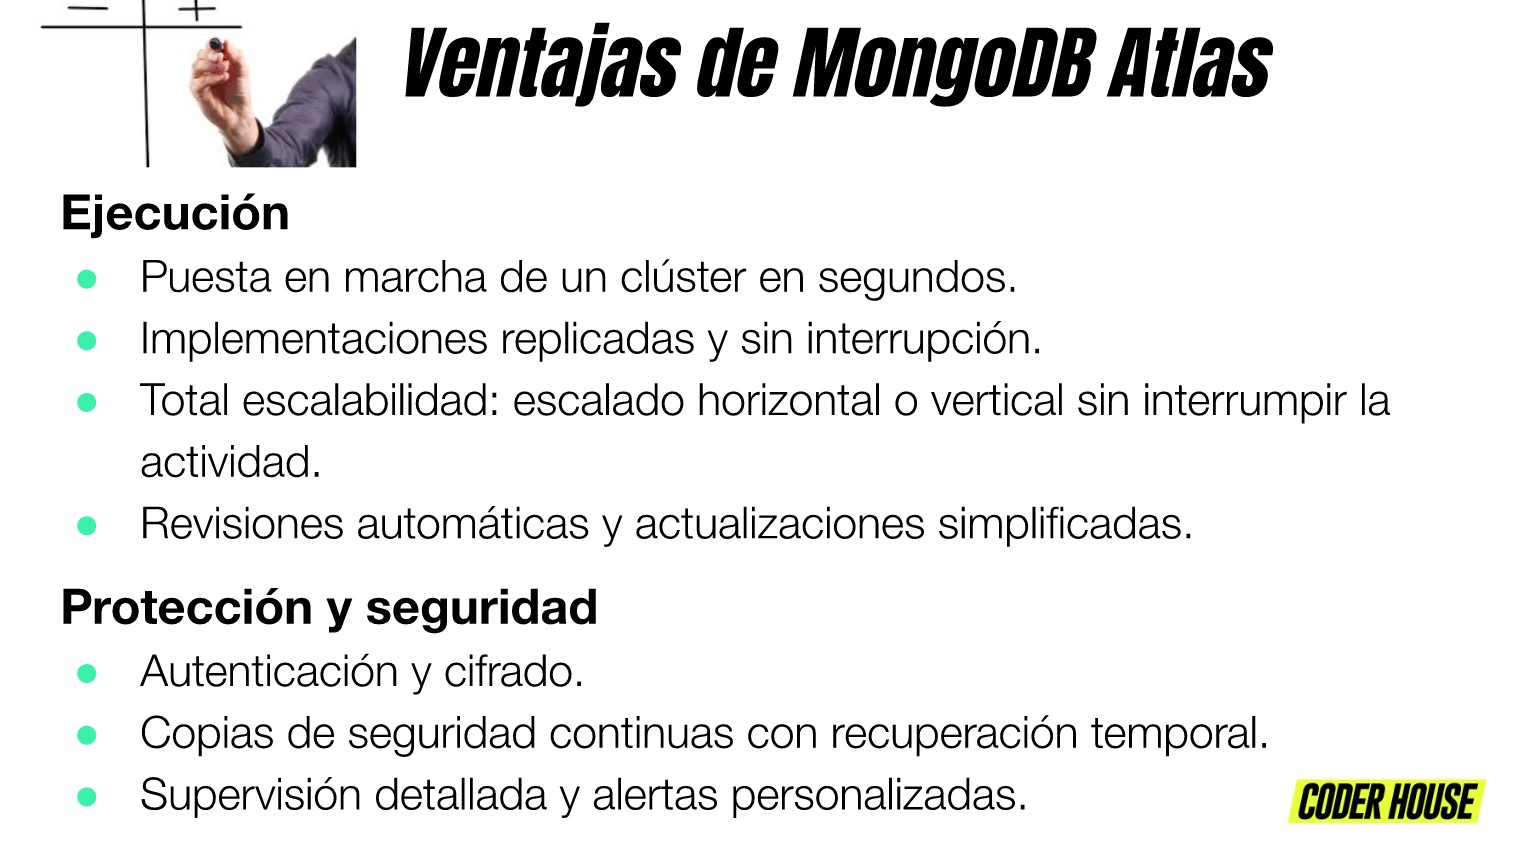 Ventajas de MongoDB Atlas
Ejecución
● Puesta en marcha de un clúster en segundos.
● Implementaciones replicadas y sin interrupción.
● Total escalabilidad: escalado horizontal o vertical sin interrumpir la
actividad.
● Revisiones automáticas y actualizaciones simplificadas.
Protección y seguridad
● Autenticación y cifrado.
● Copias de seguridad continuas con recuperación temporal.
● Supervisión detallada y alertas personalizadas.
CODER HOUSE